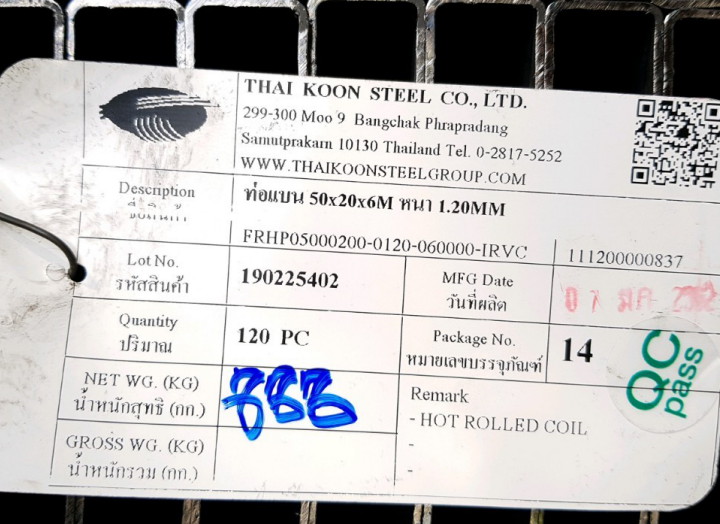 THAI KOON STEEL CO., LTD.
299-300 Moo 9 Bangchak Phrapradang
Samutprakarn 10130 Thailand Tel. 0-2817-5252
WWW.THAIKOONSTEELGROUP.COM
Description
ท่อแบน 50x20x6M หนา 1.20MM
FRHP05000200-0120-060000-IRVC 111200000837
Lot No.
รหัสสินค้า
190225402
MFG Date
วันที่ผลิต
07 มี.ค.
Quantity
ปริมาณ
120 PC
Package No.
หมายเลขบรรจุภัณฑ์
14
QC
pass
NET WG. (KG)
น้ำหนักสุทธิ (กก.)
Remark
- HOT ROLLED COIL
-
-
GROSS WG. (KG)
น้ำหนักรวม (กก.)